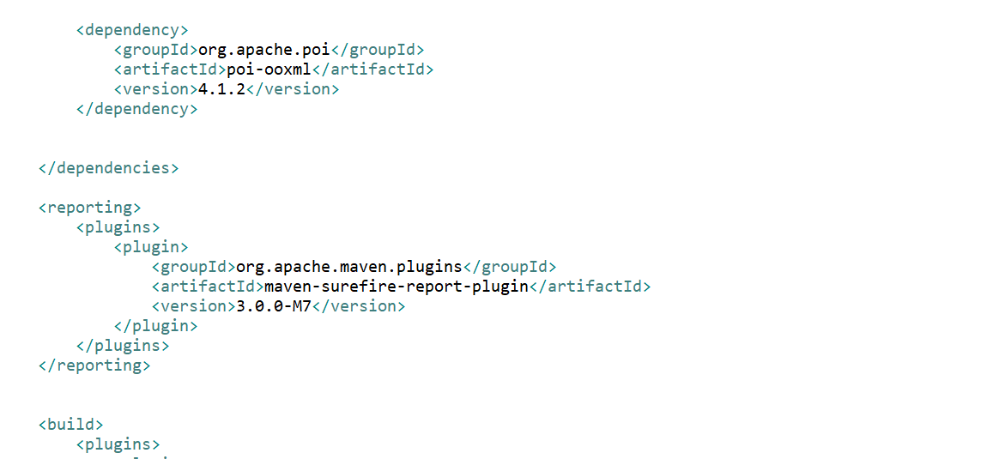 <dependency>
<groupId>org.apache.poi</groupId>
<artifactId>poi-ooxml</artifactId>
<version>4.1.2</version>
</dependency>
</dependencies>
<reporting>
<plugins>
<plugin>
<groupId>org.apache.maven.plugins</groupId>
<artifactId>maven-surefire-report-plugin</artifactId>
<version>3.0.0-M7</version>
</plugin>
</plugins>
</reporting>
<build>
<plugins>